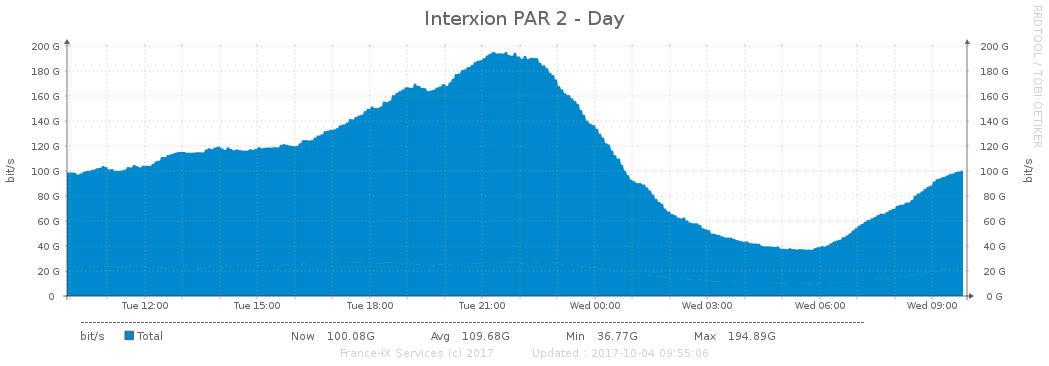 Interxion PAR 2 - Day
RRDTOOL / TOBI OETIKER
bit/s
bit/s
200 G 200 G
180 G 180 G
160 G 160 G
140 G 140 G
120 G 120 G
100 G 100 G
80 G 80 G
60 G 60 G
40 G 40 G
20 G 20 G
0 0 G
Tue 12:00 Tue 15:00 Tue 18:00 Tue 21:00 Wed 00:00 Wed 03:00 Wed 06:00 Wed 09:00
bit/s Total Now 100.08G Avg 109.68G Min 36.77G Max 194.89G
France-IX Services (c) 2017 Updated : 2017-10-04 09:55:06